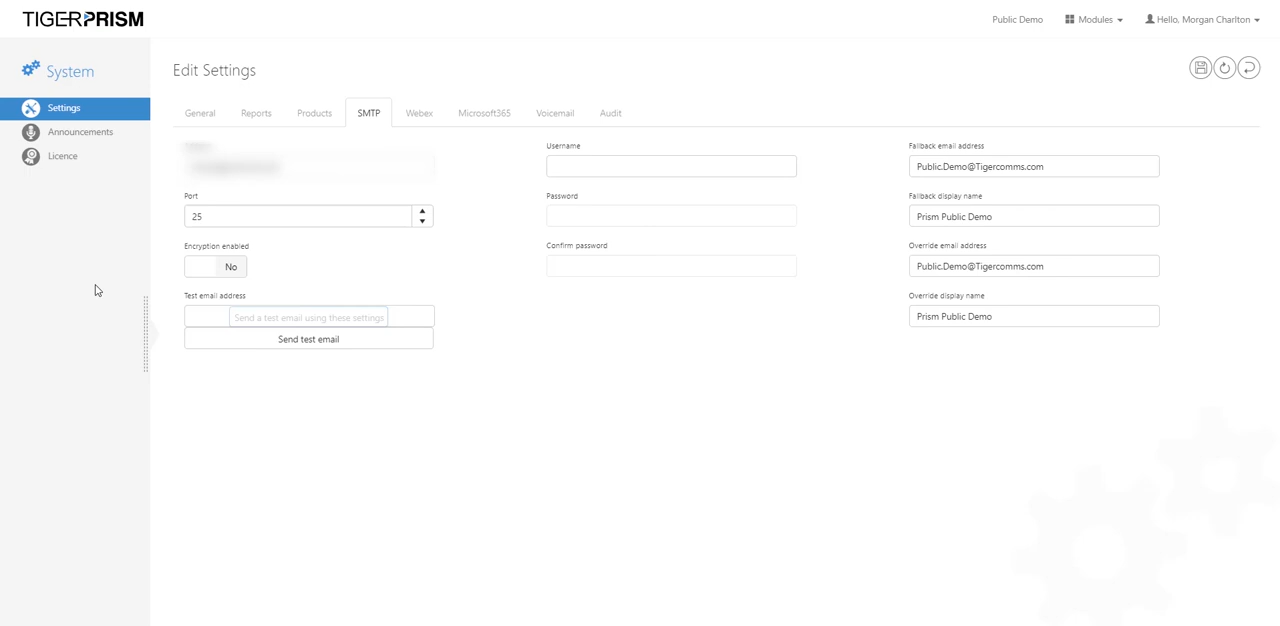 TIGER PRISM
Public Demo
Modules
Hello, Morgan Charlton
System
Settings
Announcements
Licence
Edit Settings
General
Reports
Products
SMTP
Webex
Microsoft365
Voicemail
Audit
Port
25
Encryption enabled
No
Test email address
Send a test email using these settings
Send test email
Username
Password
Confirm password
Fallback email address
Public.Demo@Tigercomms.com
Fallback display name
Prism Public Demo
Override email address
Public.Demo@Tigercomms.com
Override display name
Prism Public Demo